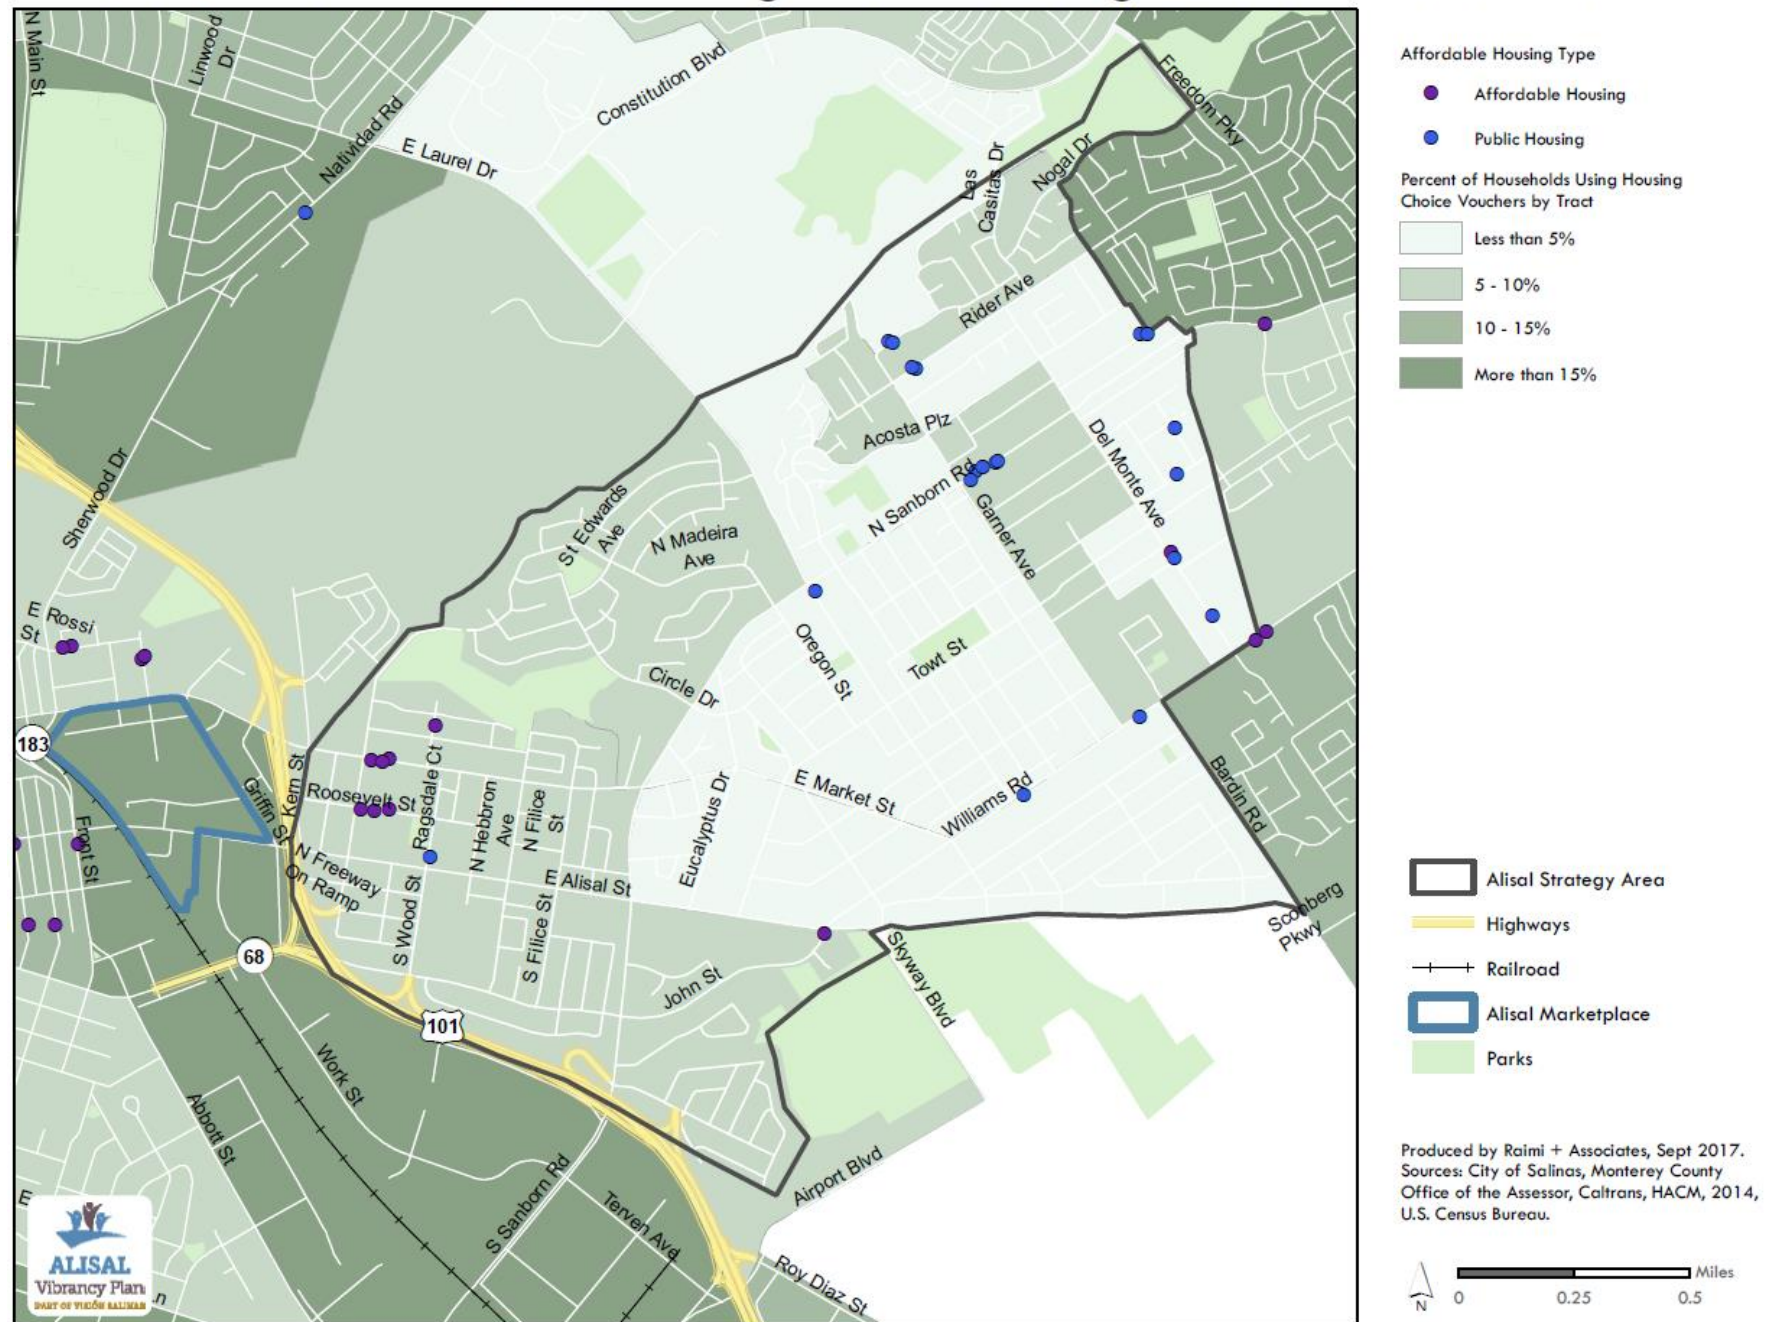 N Main St
Linwood
Dr
Natividad Rd
E Laurel Dr
Constitution Blvd
Freedom Pky
Las
Casitas Dr
Nogal Dr
Rider Ave
Acosta Plz
N Sanborn Rd
Del Monte Ave
Garner Ave
Sherwood Dr
St Edwards
Ave
N Madeira
Ave
E Rossi
St
Circle Dr
Oregon St
Towt St
183
Griffin St
Kern St
Roosevelt St
Ragsdale Ct
N Hebbron
Ave
N Filice
St
Eucalyptus Dr
E Market St
Williams Rd
Bardin Rd
Front St
N Freeway
On Ramp
E Alisal St
S Wood St
S Filice St
68
John St
Skyway Blvd
Sconberg
Pkwy
101
Work St
Abbott St
S Sanborn Rd
Terven Ave
Airport Blvd
Roy Diaz St
E
ALISAL
Vibrancy Plan
PART OF VISIÓN SALINAS
n
Affordable Housing Type
Affordable Housing
Public Housing
Percent of Households Using Housing
Choice Vouchers by Tract
Less than 5%
5 - 10%
10 - 15%
More than 15%
Alisal Strategy Area
Highways
Railroad
Alisal Marketplace
Parks
Produced by Raimi + Associates, Sept 2017.
Sources: City of Salinas, Monterey County
Office of the Assessor, Caltrans, HACM, 2014,
U.S. Census Bureau.
Miles
N
0 0.25 0.5